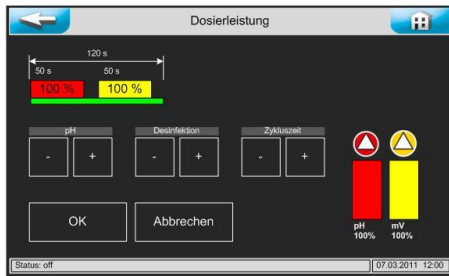 Dosierleistung
120 s
50 s 50 s
100 % 100 %
pH Desinfektion Zykluszeit
- + - + - +
OK Abbrechen
pH mV
100% 100%
Status: off 07.03.2011 12:00